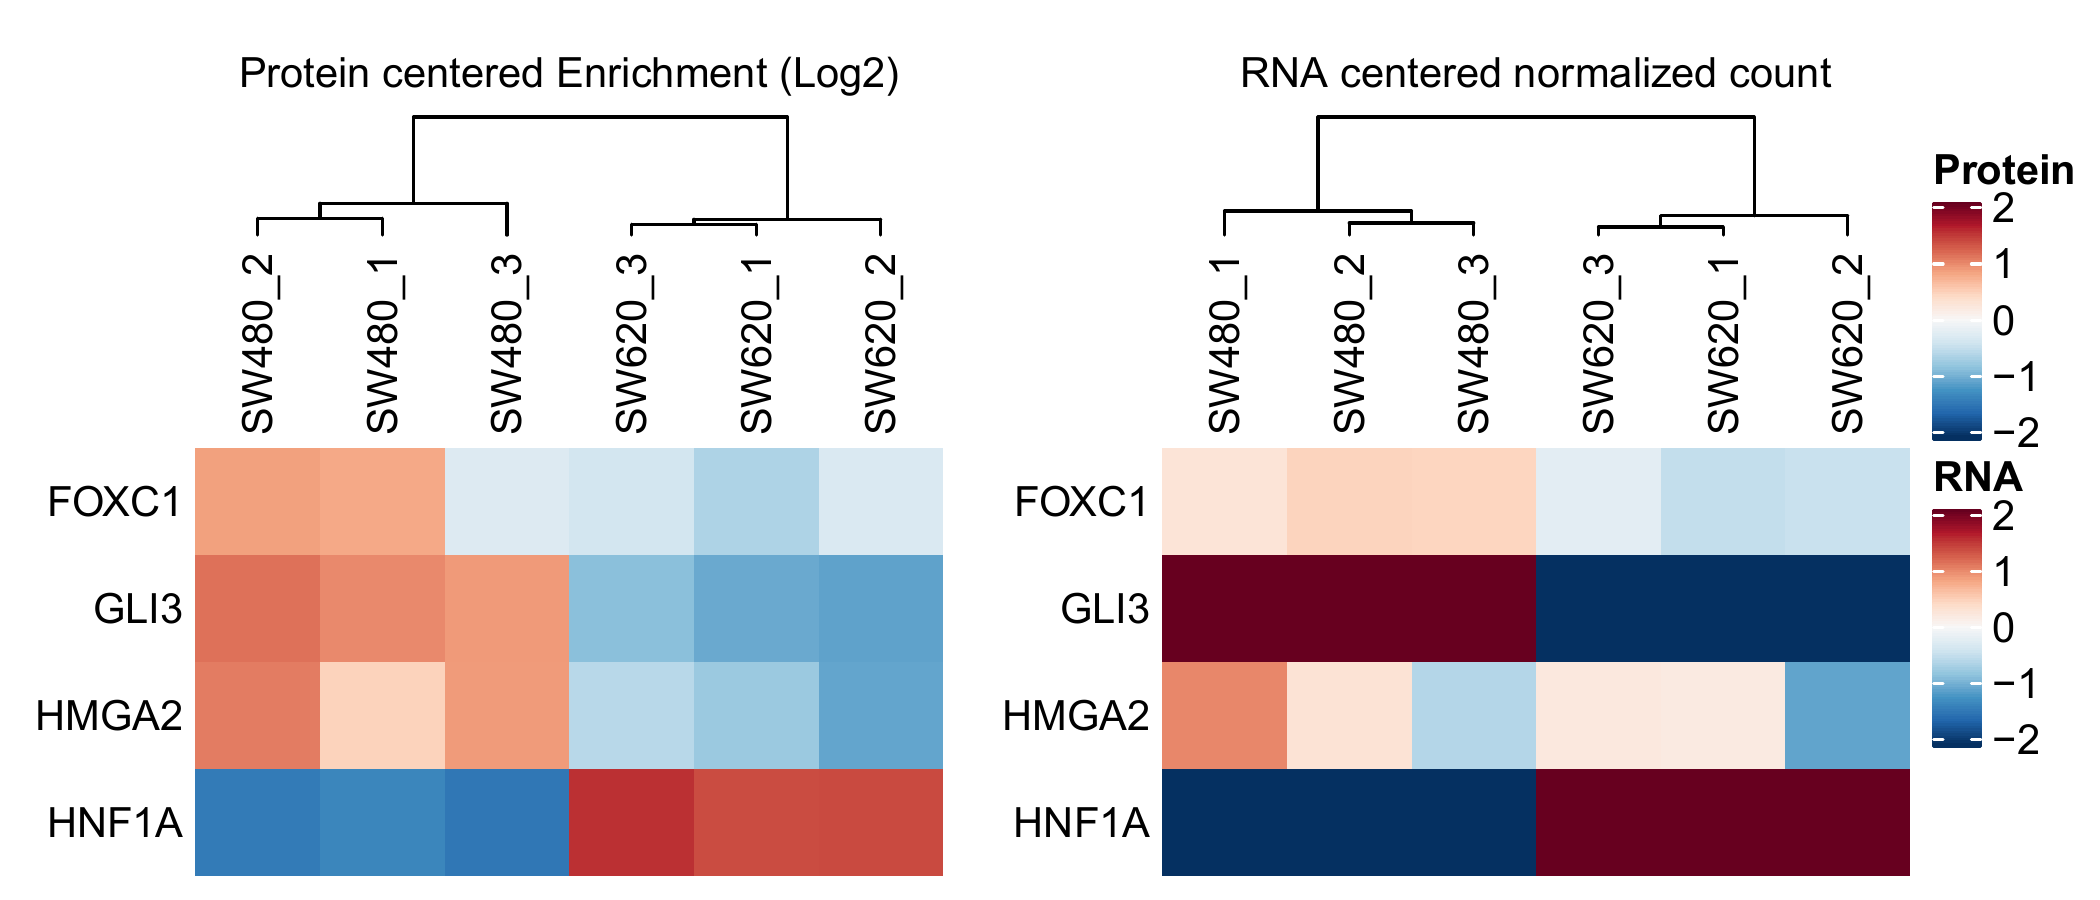 Protein centered Enrichment (Log2)
RNA centered normalized count
SW480_2
SW480_1
SW480_3
SW620_3
SW620_1
SW620_2
SW480_1
SW480_2
SW480_3
SW620_3
SW620_1
SW620_2
FOXC1
GLI3
HMGA2
HNF1A
FOXC1
GLI3
HMGA2
HNF1A
Protein
2
1
0
−1
−2
RNA
2
1
0
−1
−2